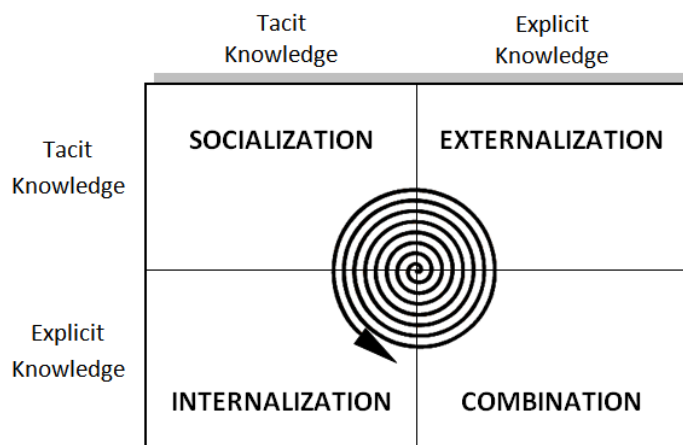 Tacit
Knowledge
Explicit
Knowledge
Tacit
Knowledge
SOCIALIZATION
EXTERNALIZATION
Explicit
Knowledge
INTERNALIZATION
COMBINATION